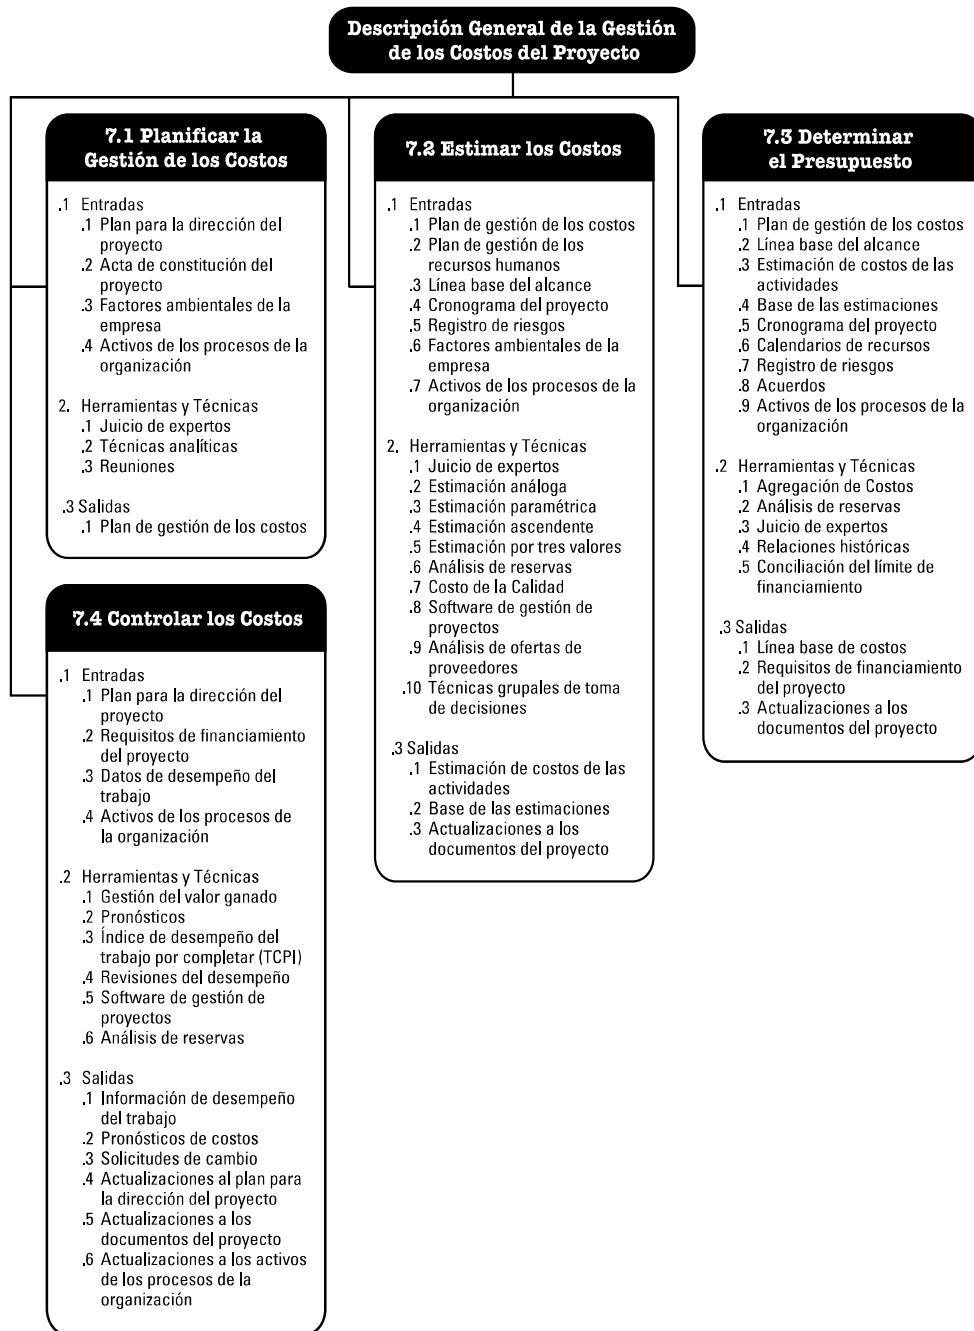 Descripción General de la Gestión
de los Costos del Proyecto
7.1 Planificar la
Gestión de los Costos
.1 Entradas
.1 Plan para la dirección del
proyecto
.2 Acta de constitución del
proyecto
.3 Factores ambientales de la
empresa
.4 Activos de los procesos de la
organización
2. Herramientas y Técnicas
.1 Juicio de expertos
.2 Técnicas analíticas
.3 Reuniones
.3 Salidas
.1 Plan de gestión de los costos
7.2 Estimar los Costos
.1 Entradas
.1 Plan de gestión de los costos
.2 Plan de gestión de los
recursos humanos
.3 Línea base del alcance
.4 Cronograma del proyecto
.5 Registro de riesgos
.6 Factores ambientales de la
empresa
.7 Activos de los procesos de la
organización
2. Herramientas y Técnicas
.1 Juicio de expertos
.2 Estimación análoga
.3 Estimación paramétrica
.4 Estimación ascendente
.5 Estimación por tres valores
.6 Análisis de reservas
.7 Costo de la Calidad
.8 Software de gestión de
proyectos
.9 Análisis de ofertas de
proveedores
.10 Técnicas grupales de toma
de decisiones
.3 Salidas
.1 Estimación de costos de las
actividades
.2 Base de las estimaciones
.3 Actualizaciones a los
documentos del proyecto
7.3 Determinar
el Presupuesto
.1 Entradas
.1 Plan de gestión de los costos
.2 Línea base del alcance
.3 Estimación de costos de las
actividades
.4 Base de las estimaciones
.5 Cronograma del proyecto
.6 Calendarios de recursos
.7 Registro de riesgos
.8 Acuerdos
.9 Activos de los procesos de la
organización
.2 Herramientas y Técnicas
.1 Agregación de Costos
.2 Análisis de reservas
.3 Juicio de expertos
.4 Relaciones históricas
.5 Conciliación del límite de
financiamiento
.3 Salidas
.1 Línea base de costos
.2 Requisitos de financiamiento
del proyecto
.3 Actualizaciones a los
documentos del proyecto
7.4 Controlar los Costos
.1 Entradas
.1 Plan para la dirección del
proyecto
.2 Requisitos de financiamiento
del proyecto
.3 Datos de desempeño del
trabajo
.4 Activos de los procesos de
la organización
.2 Herramientas y Técnicas
.1 Gestión del valor ganado
.2 Pronósticos
.3 Índice de desempeño del
trabajo por completar (TCPI)
.4 Revisiones del desempeño
.5 Software de gestión de
proyectos
.6 Análisis de reservas
.3 Salidas
.1 Información de desempeño
del trabajo
.2 Pronósticos de costos
.3 Solicitudes de cambio
.4 Actualizaciones al plan para
la dirección del proyecto
.5 Actualizaciones a los
documentos del proyecto
.6 Actualizaciones a los activos
de los procesos de la
organización